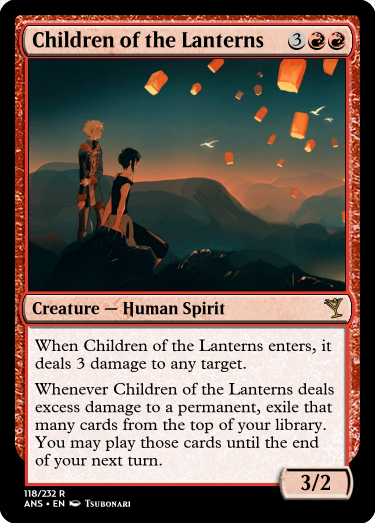 Children of the Lanterns 3
Creature — Human Spirit
When Children of the Lanterns enters, it
deals 3 damage to any target.
Whenever Children of the Lanterns deals
excess damage to a permanent, exile that
many cards from the top of your library.
You may play those cards until the end
of your next turn.
3/2
118/232 R
ANS • EN Tsubonari